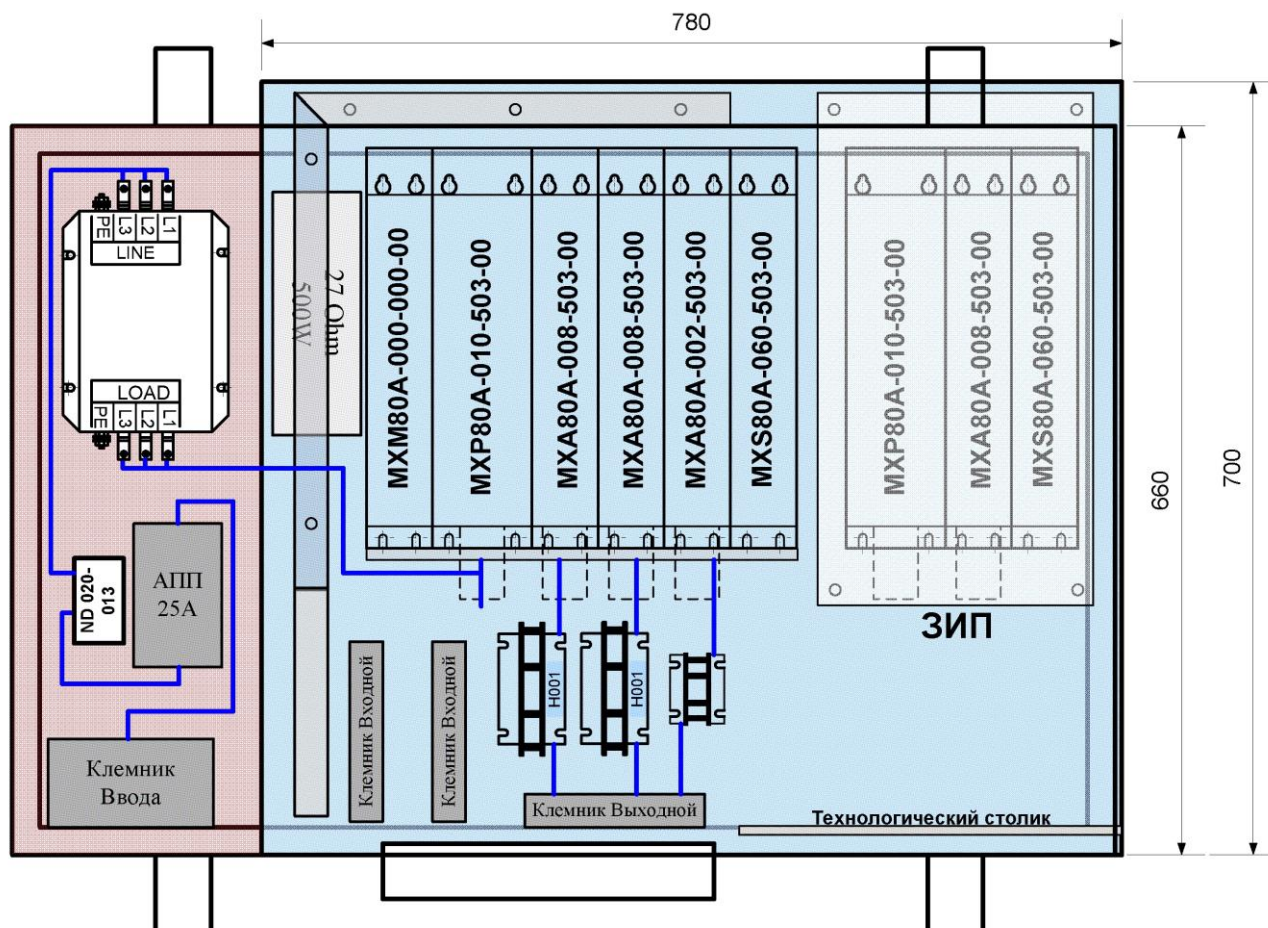 780
LINE
PE
L3
L2
L1
LOAD
PE
L3
L2
L1
27 Ohm
500W
MXM80A-000-000-00
MXP80A-010-503-00
MXA80A-008-503-00
MXA80A-008-503-00
MXA80A-002-503-00
MXS80A-060-503-00
MXP80A-010-503-00
MXA80A-008-503-00
MXS80A-060-503-00
ЗИП
660
700
ND 020-
013
АПП
25А
Клемник
Ввода
Клемник Входной
Клемник Входной
H001
H001
Клемник Выходной
Технологический столик